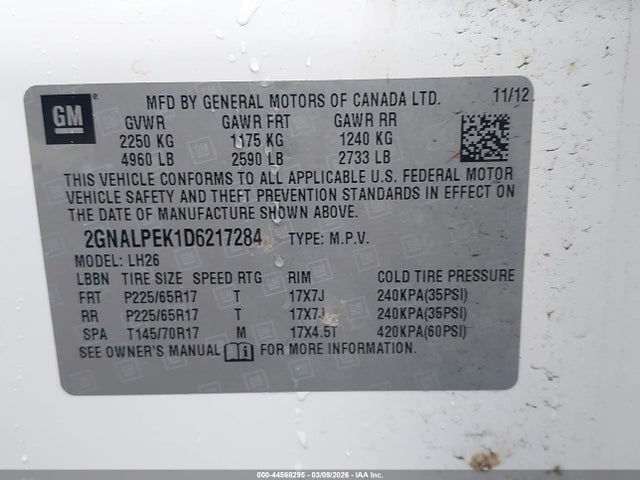 GM
MFD BY GENERAL MOTORS OF CANADA LTD. 11/12
GVWR GAWR FRT GAWR RR
2250 KG 1175 KG 1240 KG
4960 LB 2590 LB 2733 LB
THIS VEHICLE CONFORMS TO ALL APPLICABLE U.S. FEDERAL MOTOR
VEHICLE SAFETY AND THEFT PREVENTION STANDARDS IN EFFECT ON
THE DATE OF MANUFACTURE SHOWN ABOVE.
2GNALPEK1D6217284 TYPE: M.P.V.
MODEL: LH26
LBBN TIRE SIZE SPEED RTG RIM COLD TIRE PRESSURE
FRT P225/65R17 T 17X7J 240KPA(35PSI)
RR P225/65R17 T 17X7J 240KPA(35PSI)
SPA T145/70R17 M 17X4.5T 420KPA(60PSI)
SEE OWNER'S MANUAL FOR MORE INFORMATION.
000-44568295 - 03/09/2026 - IAA Inc.